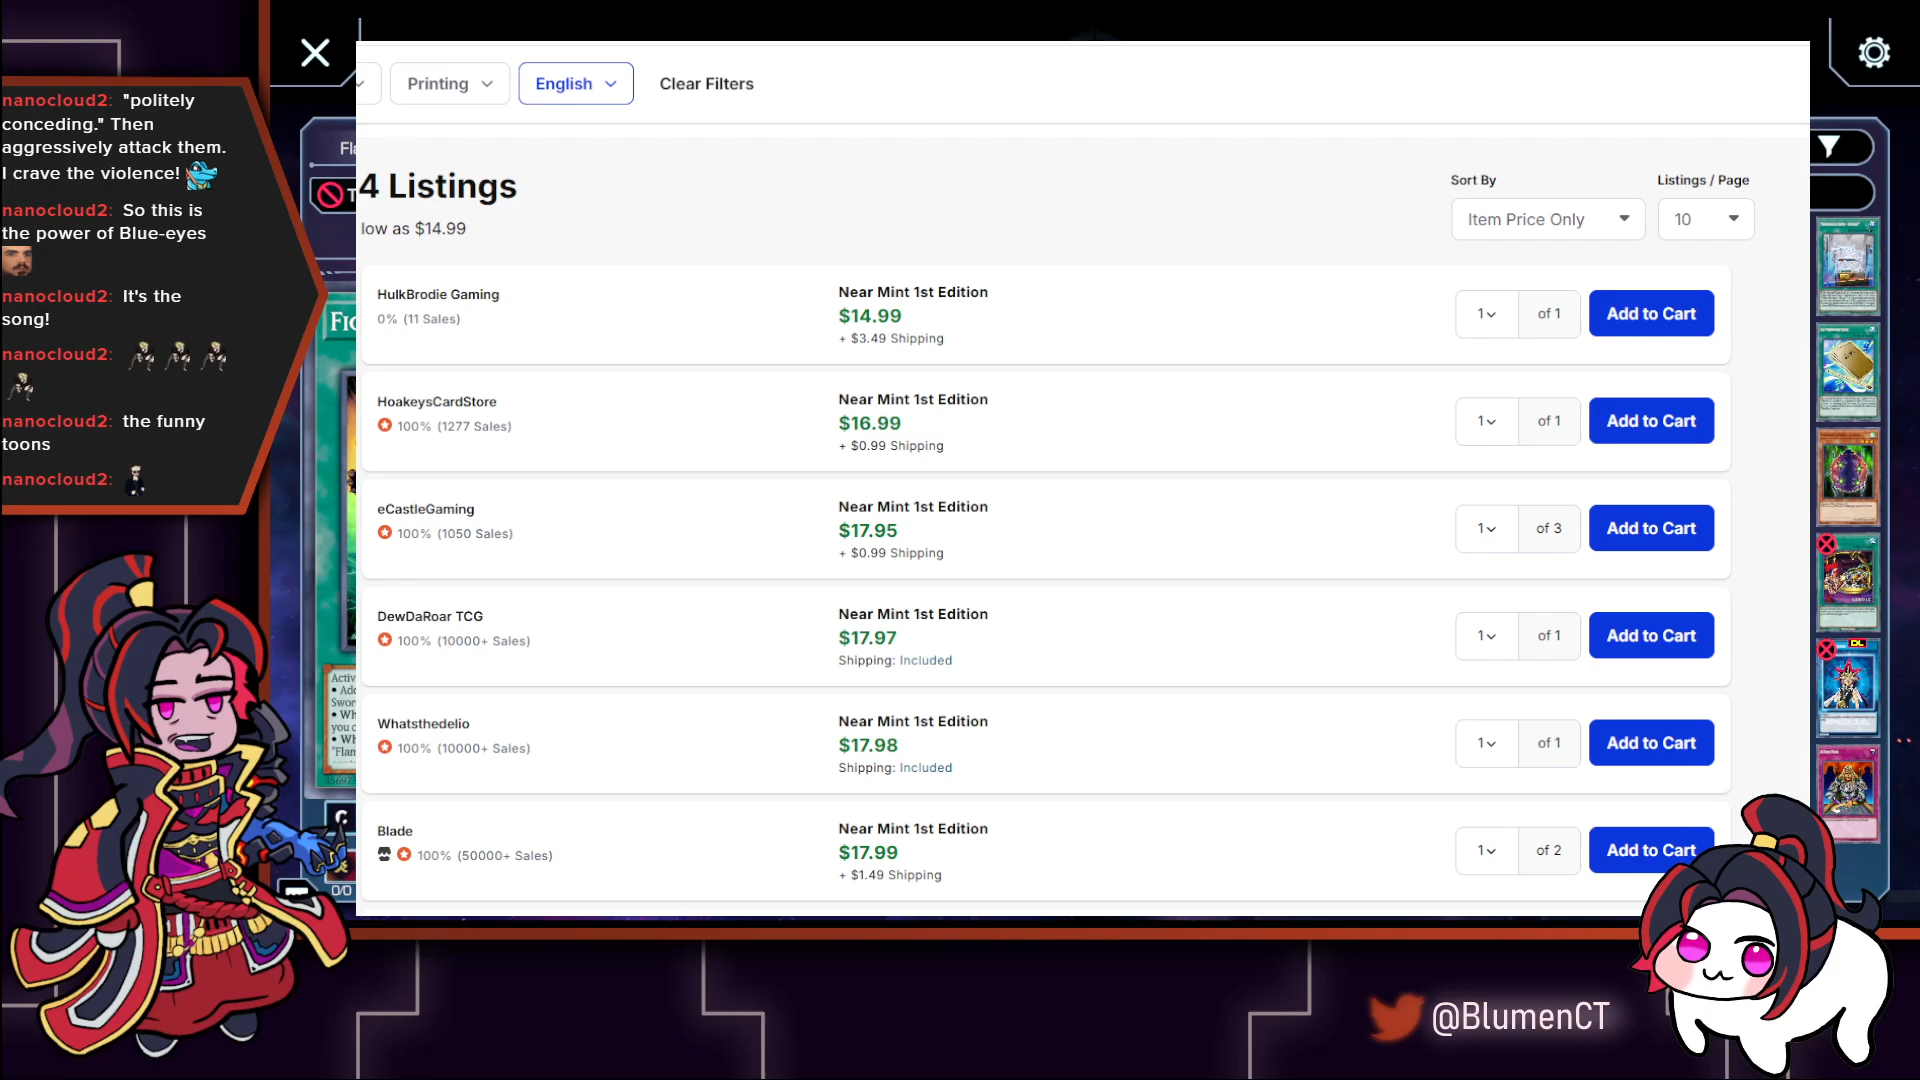 nanocloud2: "politely
conceding." Then
aggressively attack them.
I crave the violence!
nanocloud2: So this is
the power of Blue-eyes
nanocloud2: It's the
song!
nanocloud2:
nanocloud2: the funny
toons
nanocloud2:
Printing
English
Clear Filters
4 Listings
low as $14.99
Sort By
Item Price Only
Listings / Page
10
HulkBrodie Gaming
0% (11 Sales)
Near Mint 1st Edition
$14.99
+ $3.49 Shipping
1
of 1
Add to Cart
HoakeysCardStore
100% (1277 Sales)
Near Mint 1st Edition
$16.99
+ $0.99 Shipping
1
of 1
Add to Cart
eCastleGaming
100% (1050 Sales)
Near Mint 1st Edition
$17.95
+ $0.99 Shipping
1
of 3
Add to Cart
DewDaRoar TCG
100% (10000+ Sales)
Near Mint 1st Edition
$17.97
Shipping: Included
1
of 1
Add to Cart
Whatsthedelio
100% (10000+ Sales)
Near Mint 1st Edition
$17.98
Shipping: Included
1
of 1
Add to Cart
Blade
100% (50000+ Sales)
Near Mint 1st Edition
$17.99
+ $1.49 Shipping
1
of 2
Add to Cart
0/0
DL
@BlumenCT